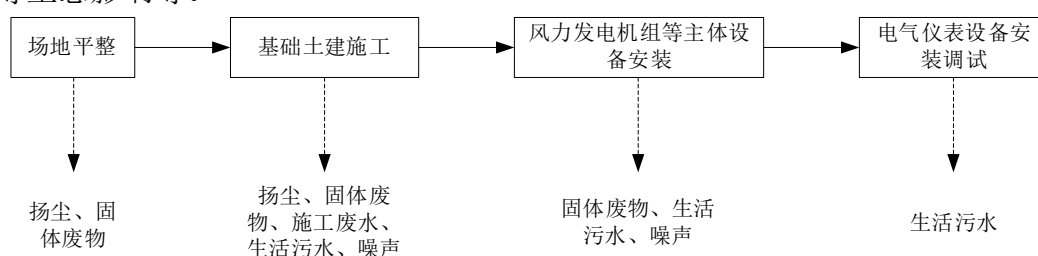 场地平整
基础土建施工
风力发电机组等主体设
备安装
电气仪表设备安
装调试
扬尘、固
体废物
扬尘、固体废
物、施工废水、
生活污水、噪声
固体废物、生活
污水、噪声
生活污水